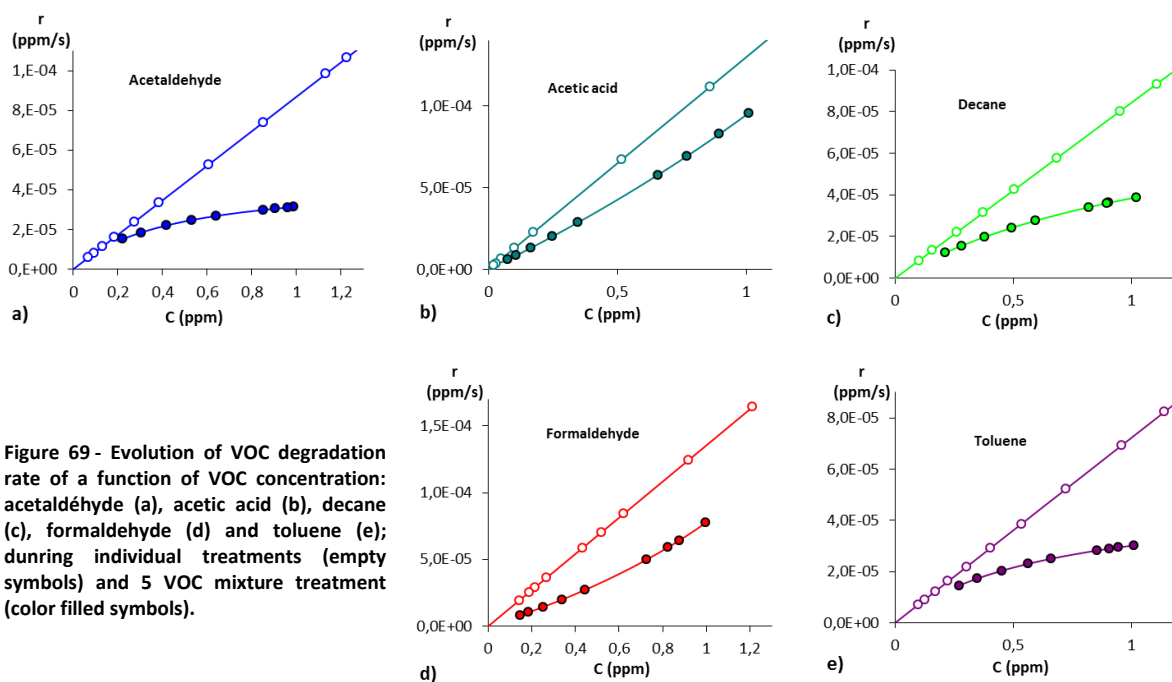 r
(ppm/s)
1,E-04
8,E-05
6,E-05
4,E-05
2,E-05
0,E+00
Acetaldehyde
0 0,2 0,4 0,6 0,8 1 1,2
C (ppm)
a)
r
(ppm/s)
1,0E-04
5,0E-05
0,0E+00
Acetic acid
0 0,5 1
C (ppm)
b)
r
(ppm/s)
1,0E-04
8,0E-05
6,0E-05
4,0E-05
2,0E-05
0,0E+00
Decane
0 0,5 1
C (ppm)
c)
Figure 69 - Evolution of VOC degradation
rate of a function of VOC concentration:
acetaldéhyde (a), acetic acid (b), decane
(c), formaldehyde (d) and toluene (e);
dunring individual treatments (empty
symbols) and 5 VOC mixture treatment
(color filled symbols).
r
(ppm/s)
1,5E-04
1,0E-04
5,0E-05
0,0E+00
Formaldehyde
0 0,2 0,4 0,6 0,8 1 1,2
C (ppm)
d)
r
(ppm/s)
8,0E-05
6,0E-05
4,0E-05
2,0E-05
0,0E+00
Toluene
0 0,5 1
C (ppm)
e)